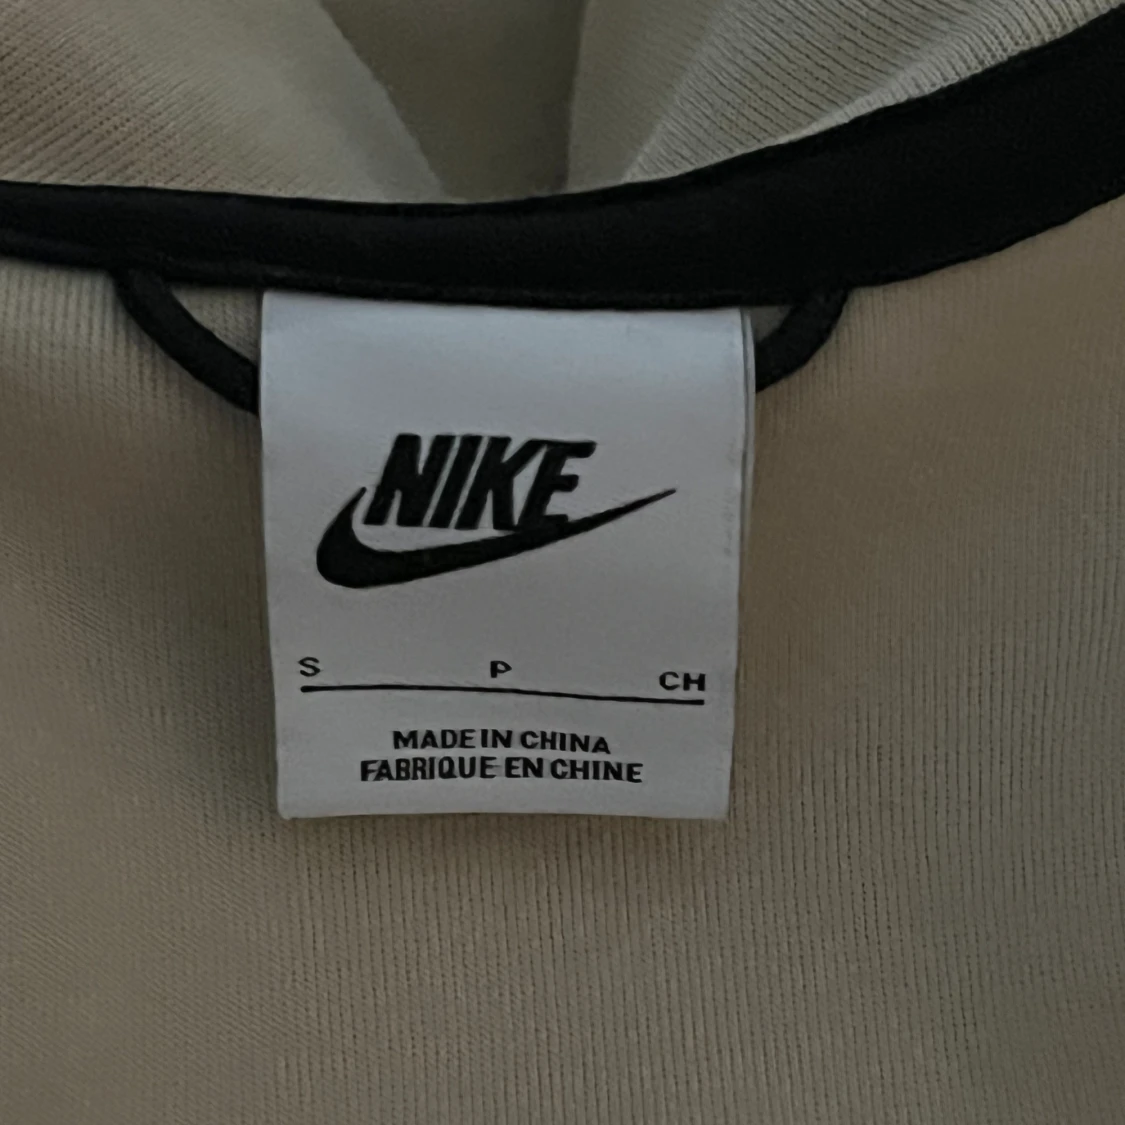 NIKE
S P CH
MADE IN CHINA
FABRIQUE EN CHINE